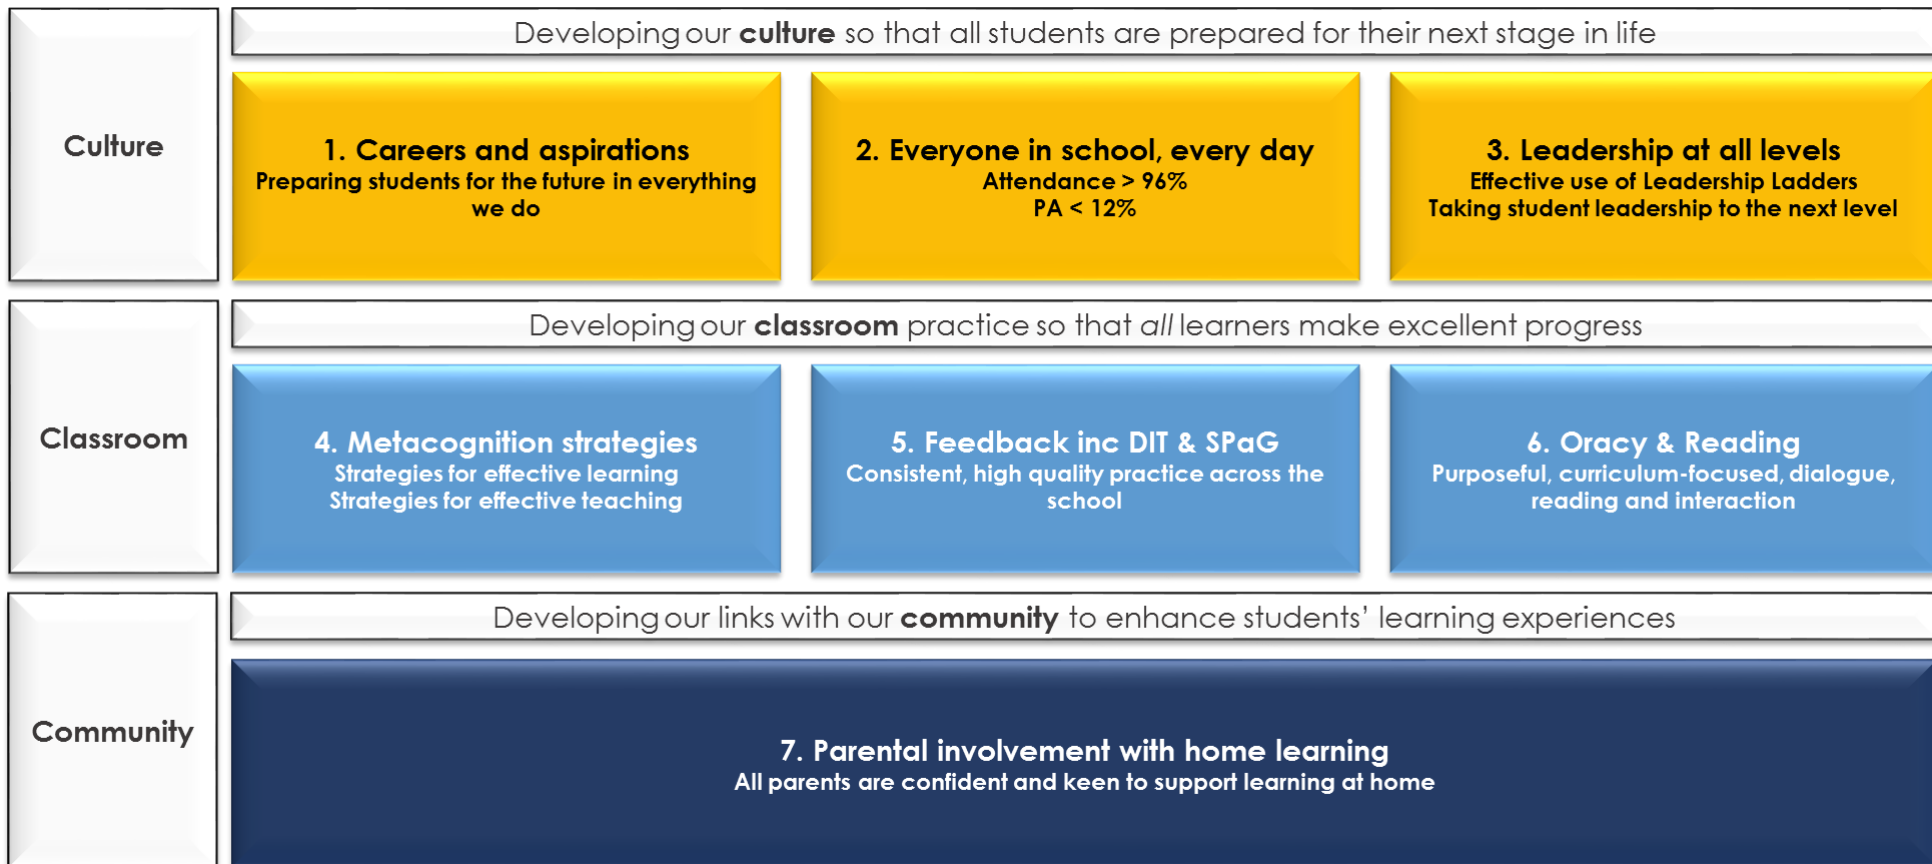 Culture
Developing our culture so that all students are prepared for their next stage in life
1. Careers and aspirations
Preparing students for the future in everything
we do
2. Everyone in school, every day
Attendance > 96%
PA < 12%
3. Leadership at all levels
Effective use of Leadership Ladders
Taking student leadership to the next level
Classroom
Developing our classroom practice so that all learners make excellent progress
4. Metacognition strategies
Strategies for effective learning
Strategies for effective teaching
5. Feedback inc DIT & SPaG
Consistent, high quality practice across the
school
6. Oracy & Reading
Purposeful, curriculum-focused, dialogue,
reading and interaction
Community
Developing our links with our community to enhance students’ learning experiences
7. Parental involvement with home learning
All parents are confident and keen to support learning at home